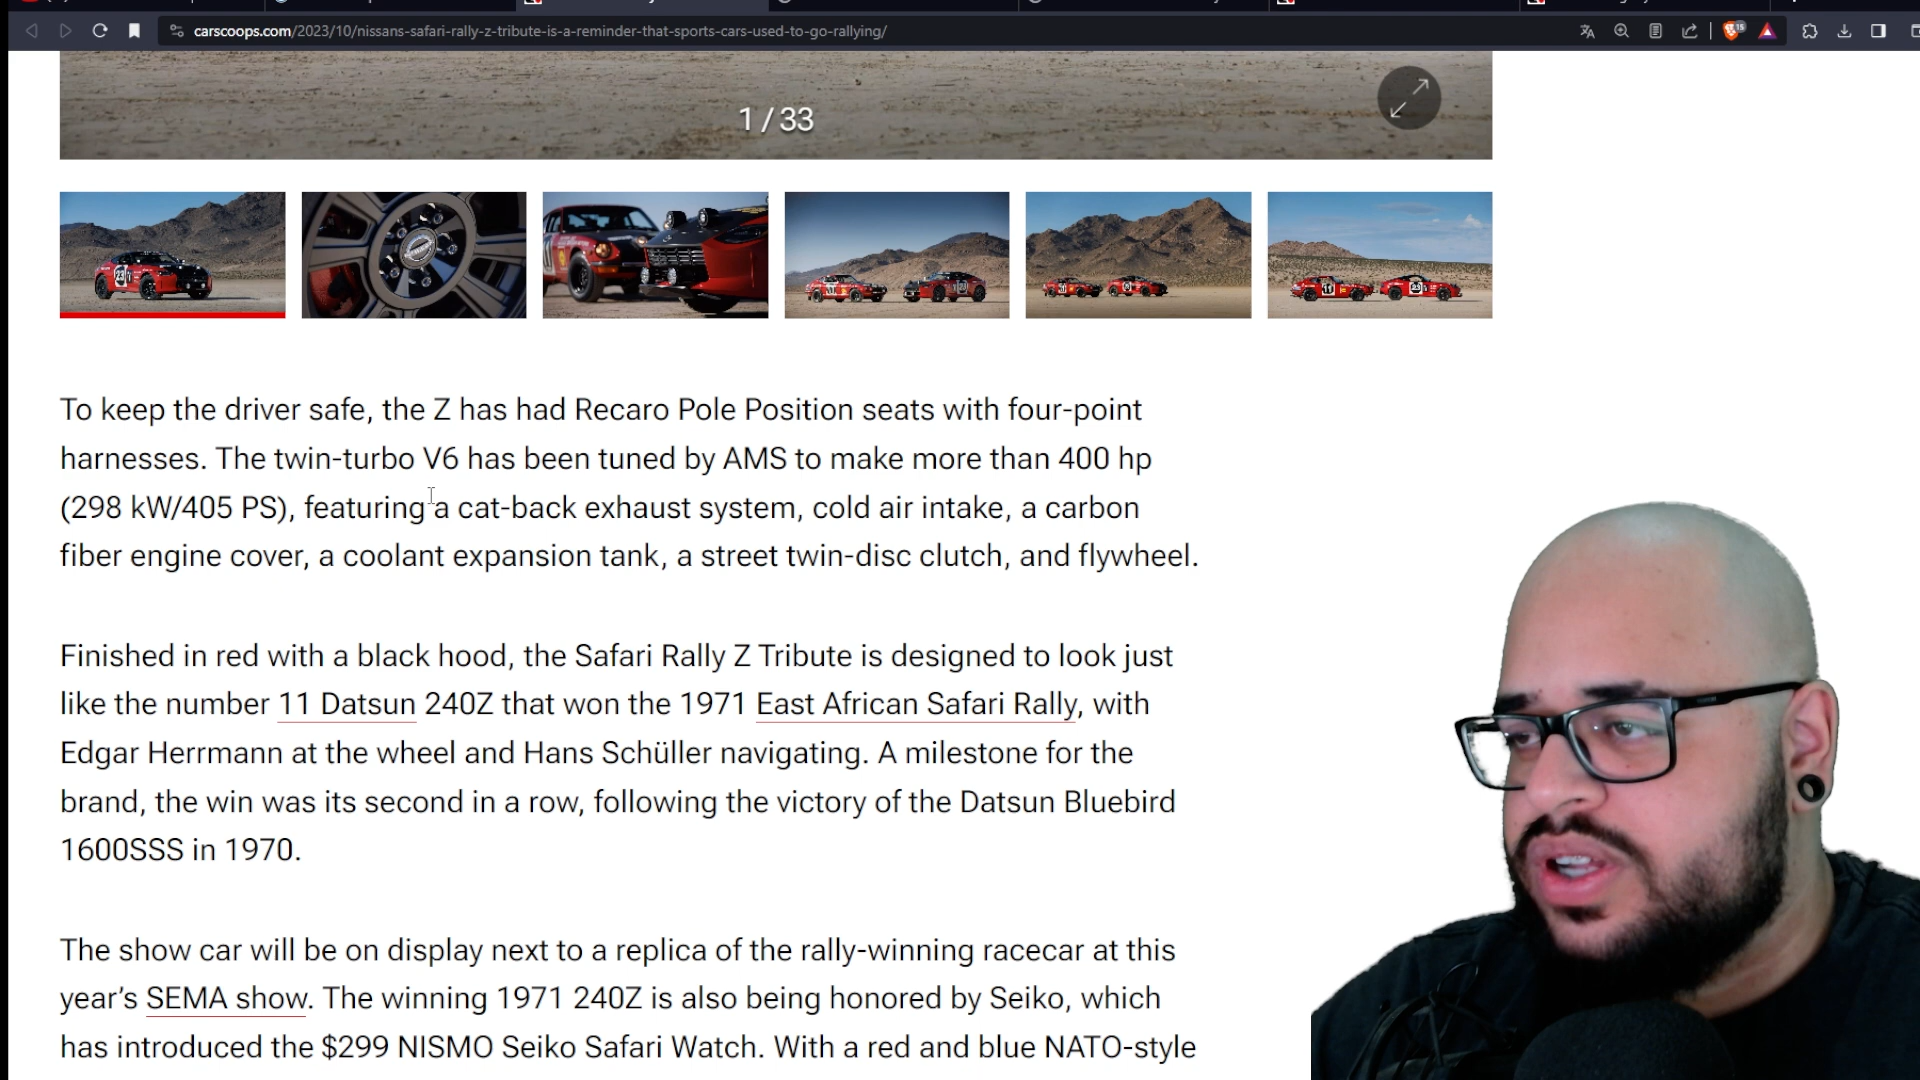 carscoops.com/2023/10/nissans-safari-rally-z-tribute-is-a-reminder-that-sports-cars-used-to-go-rallying/
15
1 / 33
To keep the driver safe, the Z has had Recaro Pole Position seats with four-point
harnesses. The twin-turbo V6 has been tuned by AMS to make more than 400 hp
(298 kW/405 PS), featuring a cat-back exhaust system, cold air intake, a carbon
fiber engine cover, a coolant expansion tank, a street twin-disc clutch, and flywheel.
Finished in red with a black hood, the Safari Rally Z Tribute is designed to look just
like the number 11 Datsun 240Z that won the 1971 East African Safari Rally, with
Edgar Herrmann at the wheel and Hans Schüller navigating. A milestone for the
brand, the win was its second in a row, following the victory of the Datsun Bluebird
1600SSS in 1970.
The show car will be on display next to a replica of the rally-winning racecar at this
year’s SEMA show. The winning 1971 240Z is also being honored by Seiko, which
has introduced the $299 NISMO Seiko Safari Watch. With a red and blue NATO-style